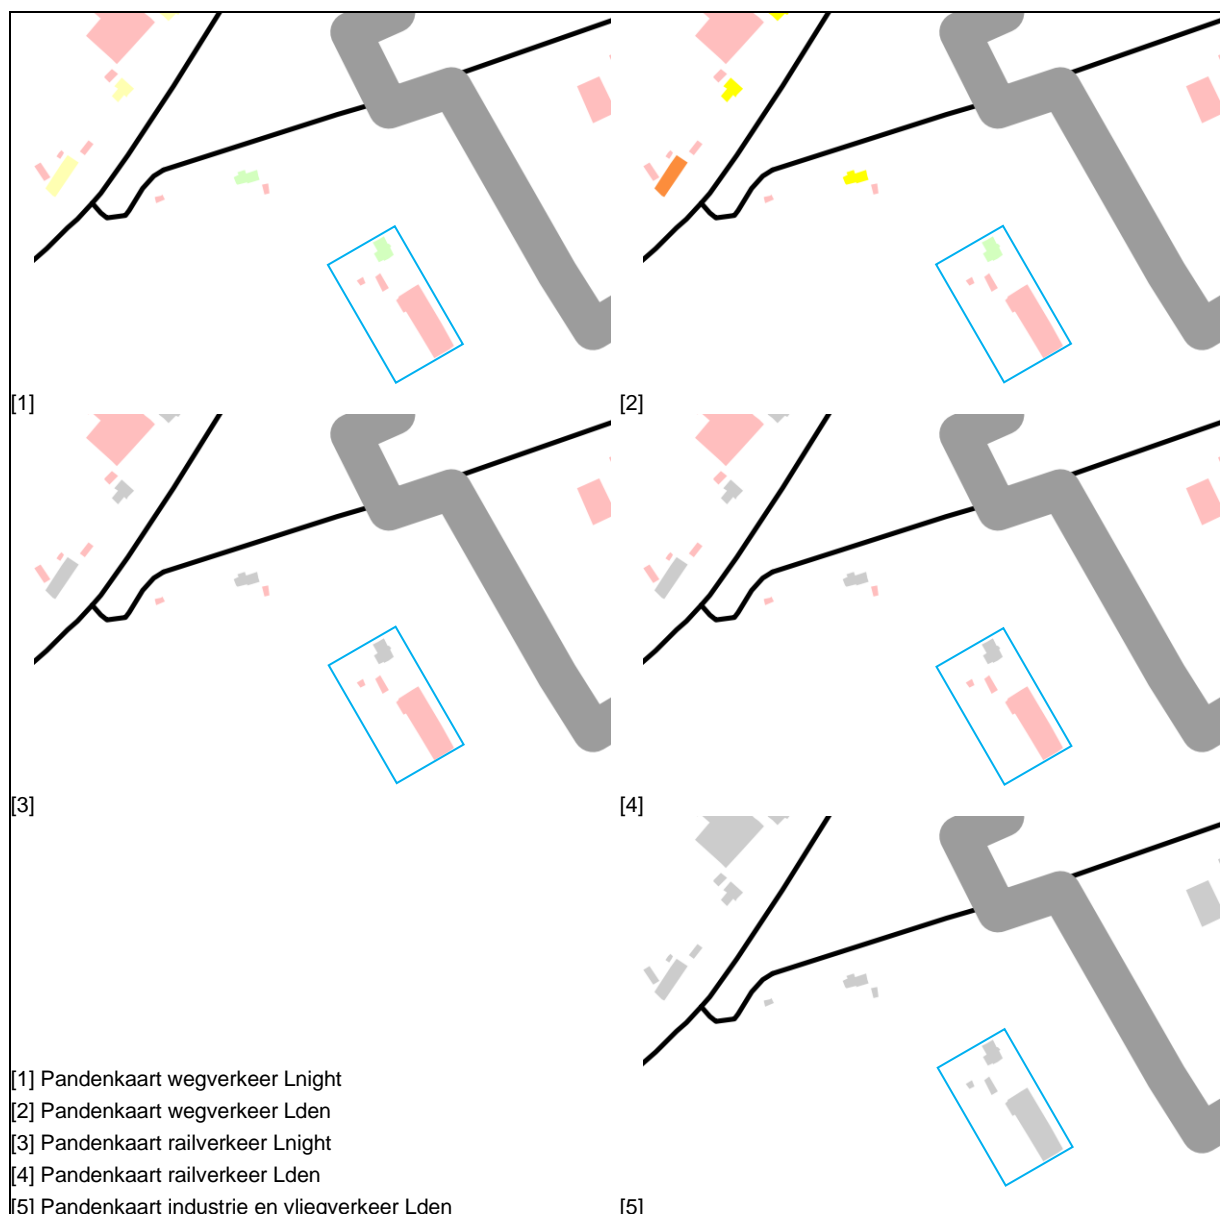 [1]
[2]
[3]
[4]
[1] Pandenkaart wegverkeer Lnight
[2] Pandenkaart wegverkeer Lden
[3] Pandenkaart railverkeer Lnight
[4] Pandenkaart railverkeer Lden
[5] Pandenkaart industrie en vliegverkeer Lden
[5]